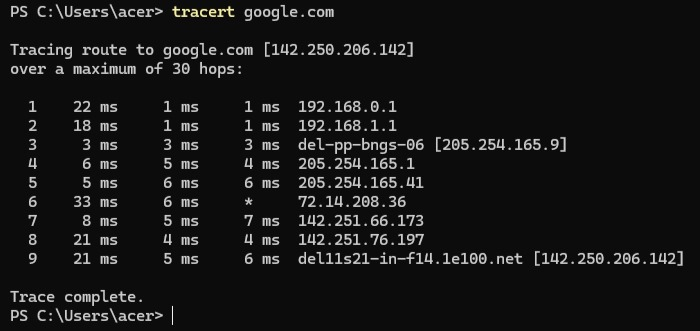 PS C:\Users\acer> tracert google.com
Tracing route to google.com [142.250.206.142]
over a maximum of 30 hops:
1 22 ms 1 ms 1 ms 192.168.0.1
2 18 ms 1 ms 1 ms 192.168.1.1
3 3 ms 3 ms 3 ms del-pp-bngs-06 [205.254.165.9]
4 6 ms 5 ms 4 ms 205.254.165.1
5 5 ms 6 ms 6 ms 205.254.165.41
6 33 ms 6 ms * 72.14.208.36
7 8 ms 5 ms 7 ms 142.251.66.173
8 21 ms 4 ms 4 ms 142.251.76.197
9 21 ms 5 ms 6 ms del11s21-in-f14.1e100.net [142.250.206.142]
Trace complete.
PS C:\Users\acer>